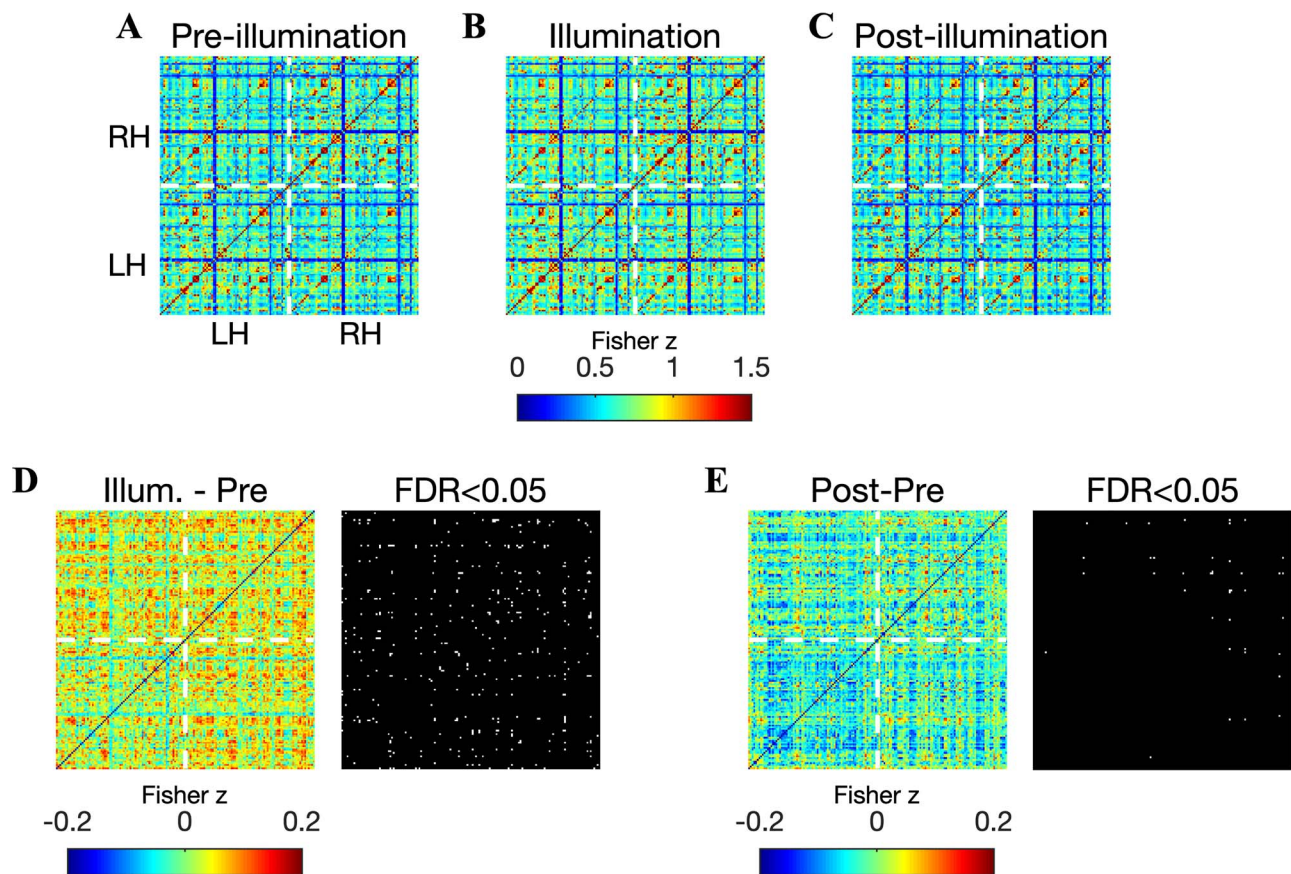 A Pre-illumination
B Illumination
C Post-illumination
RH
LH
LH RH
Fisher z
0 0.5 1 1.5
D Illum. - Pre FDR<0.05
E Post-Pre FDR<0.05
Fisher z
-0.2 0 0.2
Fisher z
-0.2 0 0.2